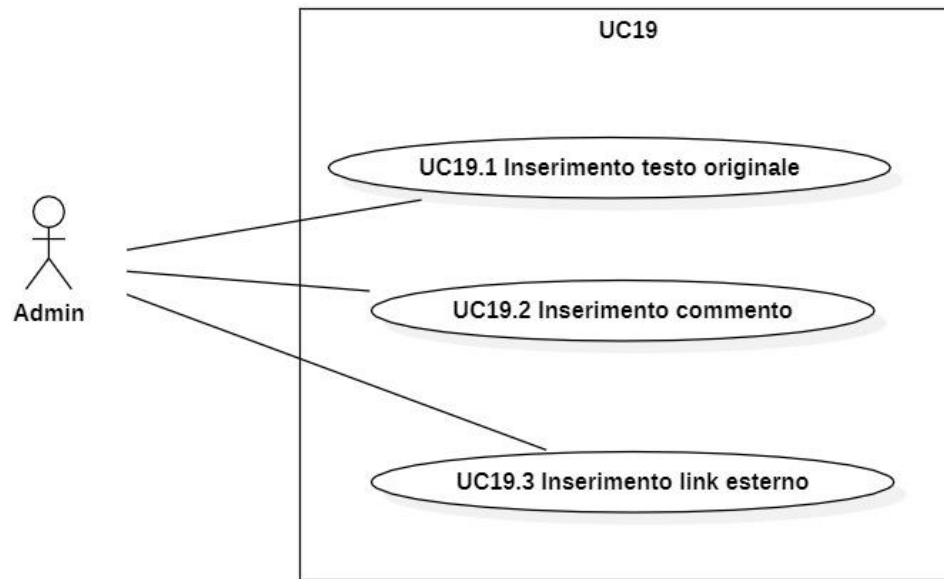 UC19
UC19.1 Inserimento testo originale
Admin
UC19.2 Inserimento commento
UC19.3 Inserimento link esterno